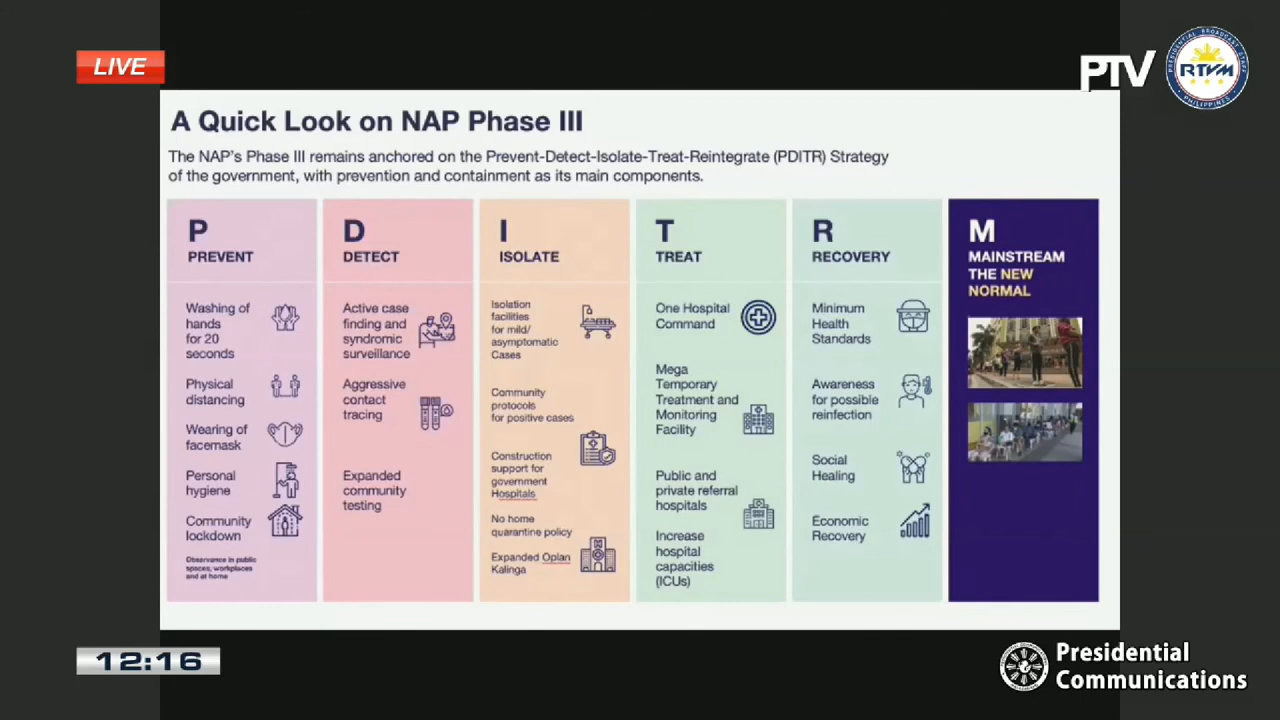 LIVE
PTV
PRESIDENTIAL BROADCAST STAFF
RTVM
PHILIPPINES
A Quick Look on NAP Phase III
The NAP's Phase III remains anchored on the Prevent-Detect-Isolate-Treat-Reintegrate (PDITR) Strategy
of the government, with prevention and containment as its main components.
P
PREVENT
Washing of
hands
for 20
seconds
Physical
distancing
Wearing of
facemask
Personal
hygiene
Community
lockdown
Observance in public
spaces, workplaces
and at home
D
DETECT
Active case
finding and
syndromic
surveillance
Aggressive
contact
tracing
Expanded
community
testing
I
ISOLATE
Isolation
facilities
for mild/
asymptomatic
Cases
Community
protocols
for positive cases
Construction
support for
government
Hospitals
No home
quarantine policy
Expanded Oplan
Kalinga
T
TREAT
One Hospital
Command
Mega
Temporary
Treatment and
Monitoring
Facility
Public and
private referral
hospitals
Increase
hospital
capacities
(ICUs)
R
RECOVERY
Minimum
Health
Standards
Awareness
for possible
reinfection
Social
Healing
Economic
Recovery
M
MAINSTREAM
THE NEW
NORMAL
12:16
Presidential
Communications